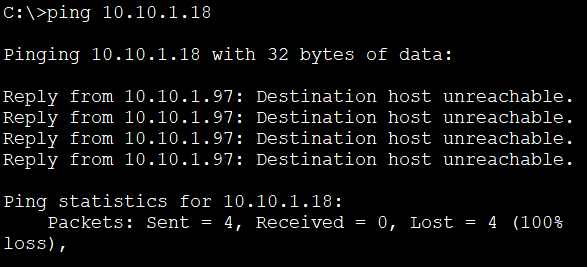 C:\>ping 10.10.1.18
Pinging 10.10.1.18 with 32 bytes of data:
Reply from 10.10.1.97: Destination host unreachable.
Reply from 10.10.1.97: Destination host unreachable.
Reply from 10.10.1.97: Destination host unreachable.
Reply from 10.10.1.97: Destination host unreachable.
Ping statistics for 10.10.1.18:
    Packets: Sent = 4, Received = 0, Lost = 4 (100%
loss),